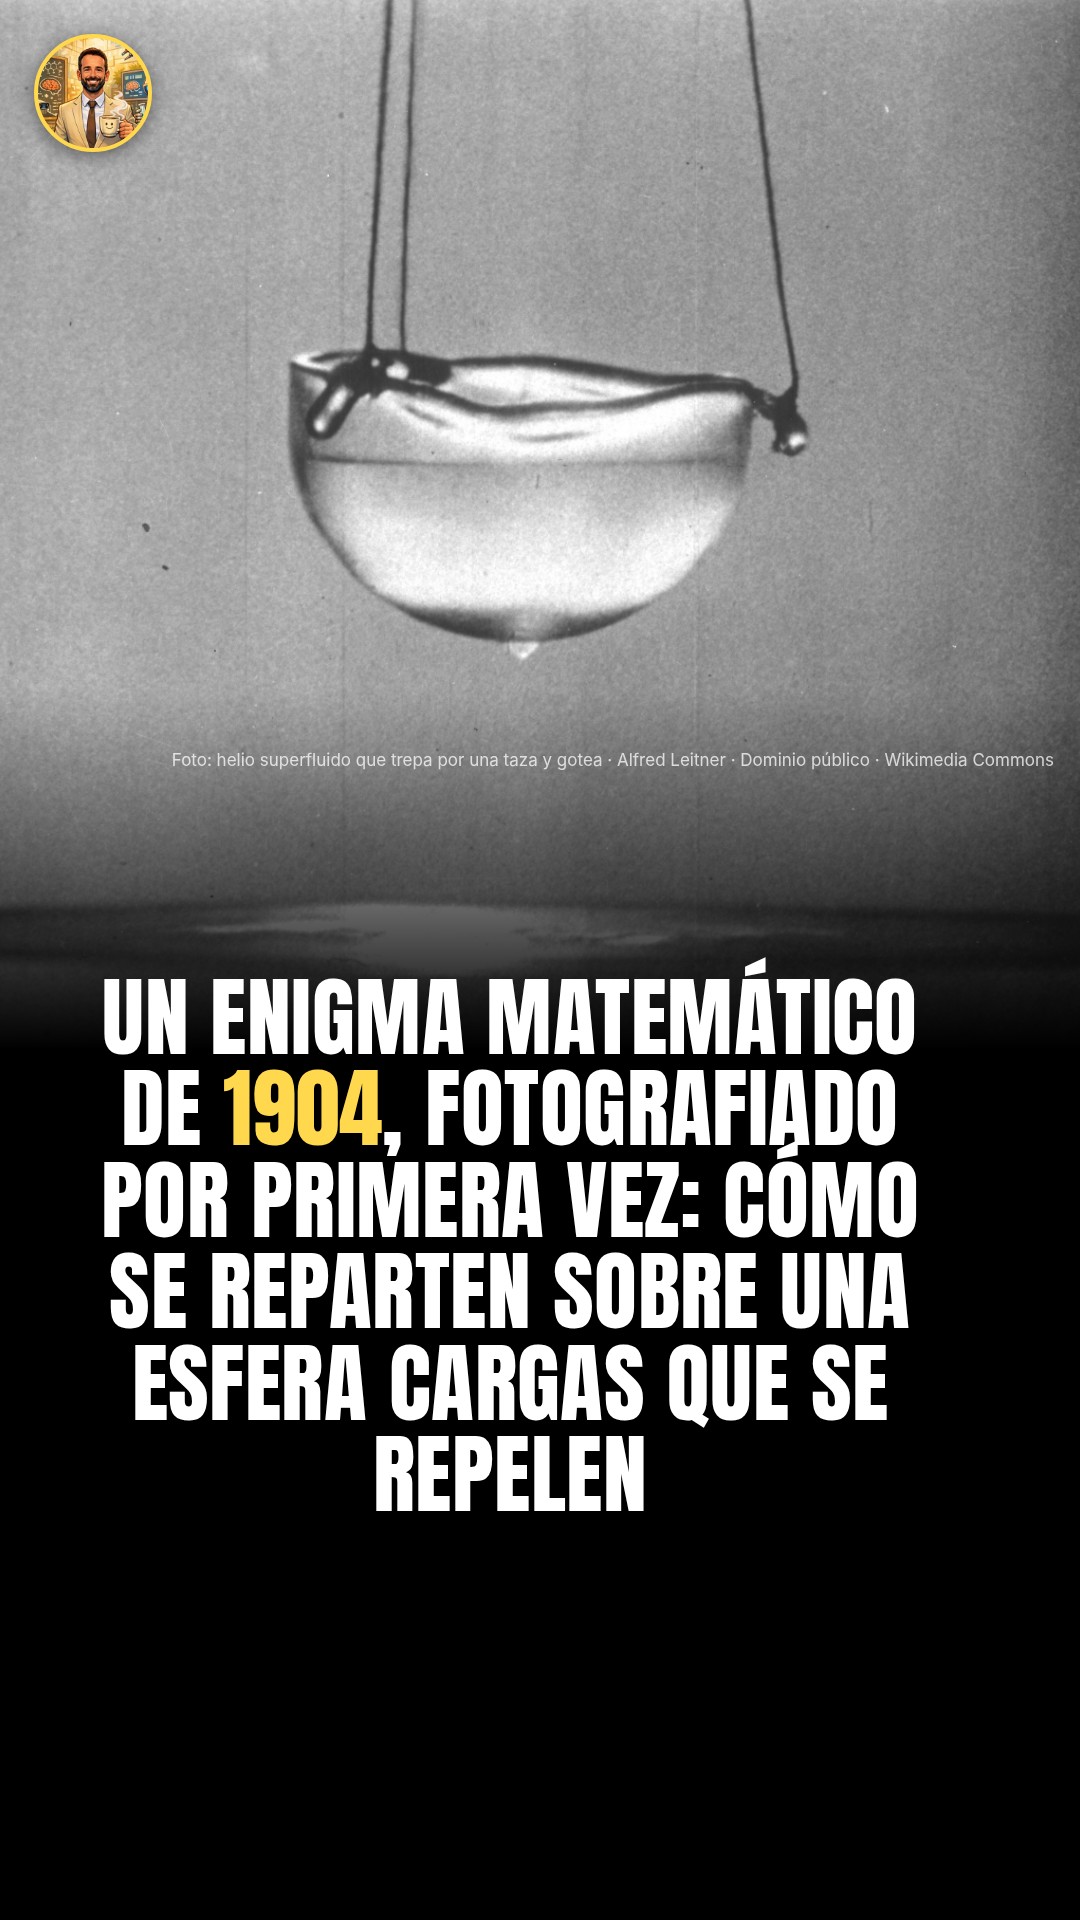 Foto: helio superfluido que trepa por una taza y gotea · Alfred Leitner · Dominio público · Wikimedia Commons
UN ENIGMA MATEMÁTICO
DE 1904, FOTOGRAFIADO
POR PRIMERA VEZ: CÓMO
SE REPARTEN SOBRE UNA
ESFERA CARGAS QUE SE
REPELEN